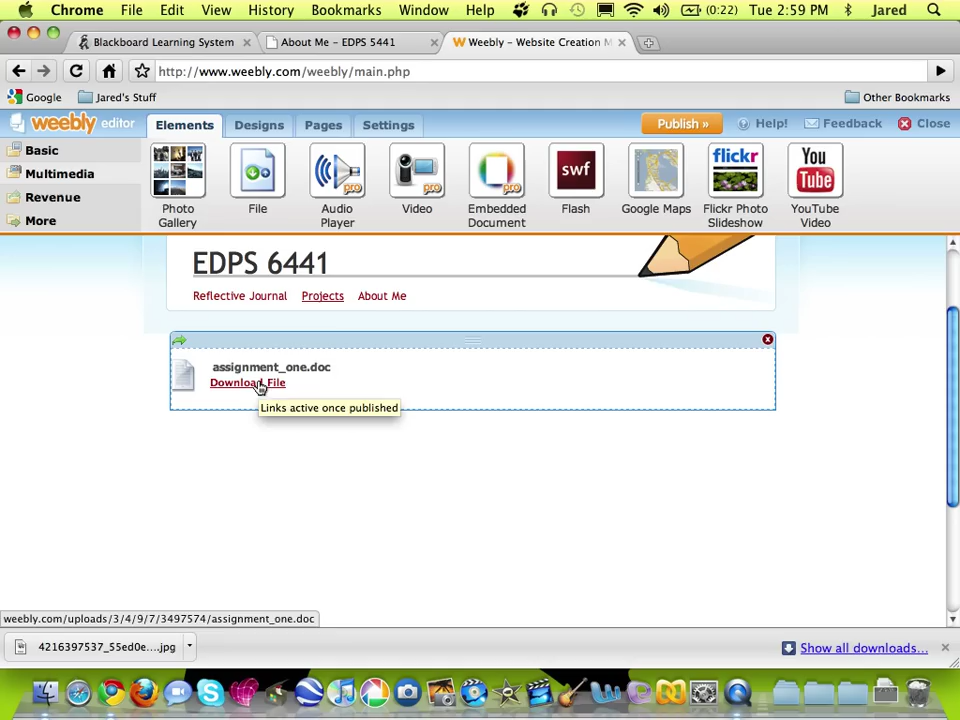 Chrome File Edit View History Bookmarks Window Help (0:22) Tue 2:59 PM Jared
Blackboard Learning System About Me - EDPS 5441 Weebly - Website Creation M
http://www.weebly.com/weebly/main.php
Google Jared's Stuff Other Bookmarks
weebly editor Elements Designs Pages Settings Publish » Help! Feedback Close
Basic
Multimedia
Revenue
More
pro
pro
pro
swf
flickr
You
Tube
Photo
Gallery
File
Audio
Player
Video
Embedded
Document
Flash
Google Maps
Flickr Photo
Slideshow
YouTube
Video
EDPS 6441
Reflective Journal Projects About Me
assignment_one.doc
Download File
Links active once published
weebly.com/uploads/3/4/9/7/3497574/assignment_one.doc
4216397537_55ed0e....jpg Show all downloads...